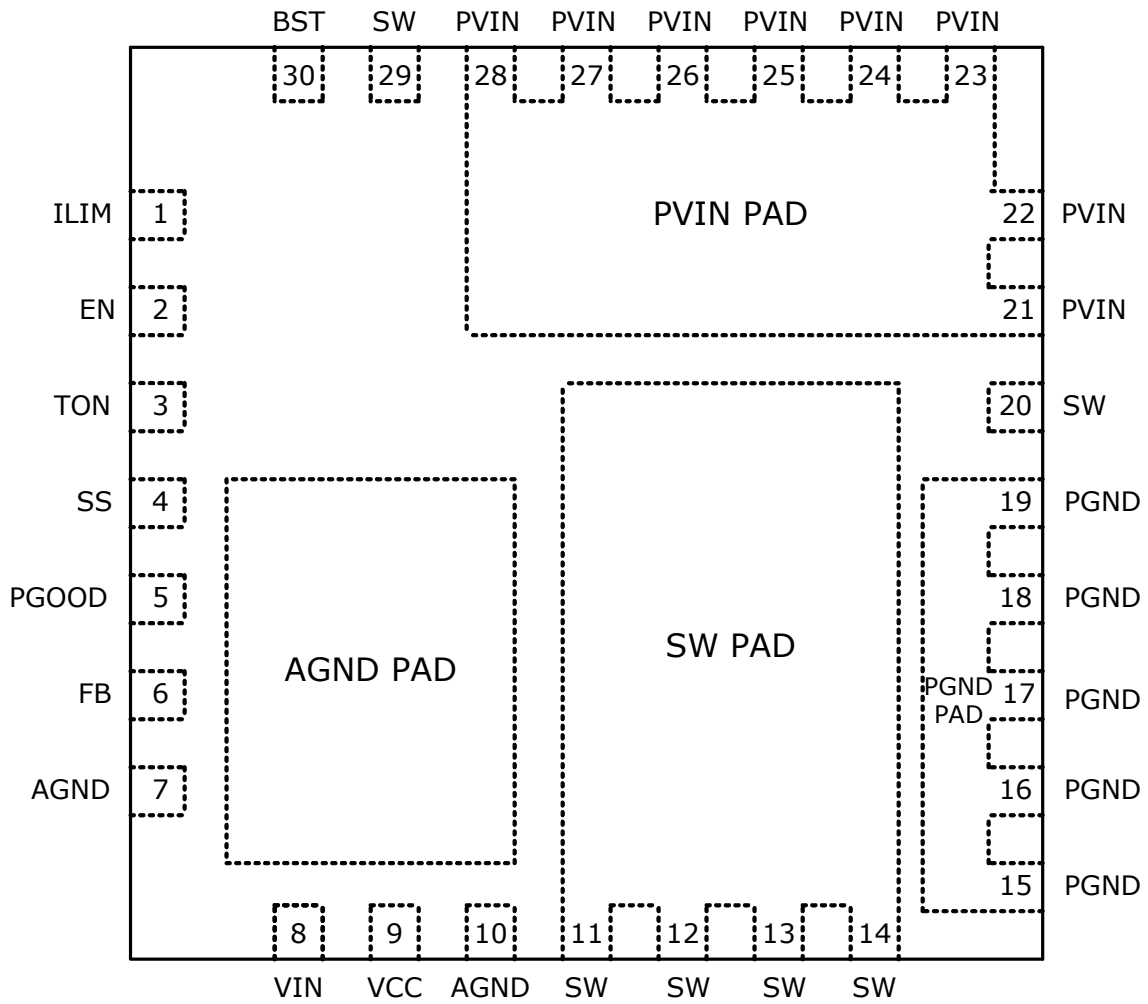 BST SW PVIN PVIN PVIN PVIN PVIN PVIN
30 29 28 27 26 25 24 23
ILIM 1 PVIN PAD 22 PVIN
EN 2 21 PVIN
TON 3 20 SW
SS 4 19 PGND
PGOOD 5 18 PGND
AGND PAD SW PAD
FB 6 PGND 17 PGND
PAD
AGND 7 16 PGND
15 PGND
8 9 10 11 12 13 14
VIN VCC AGND SW SW SW SW